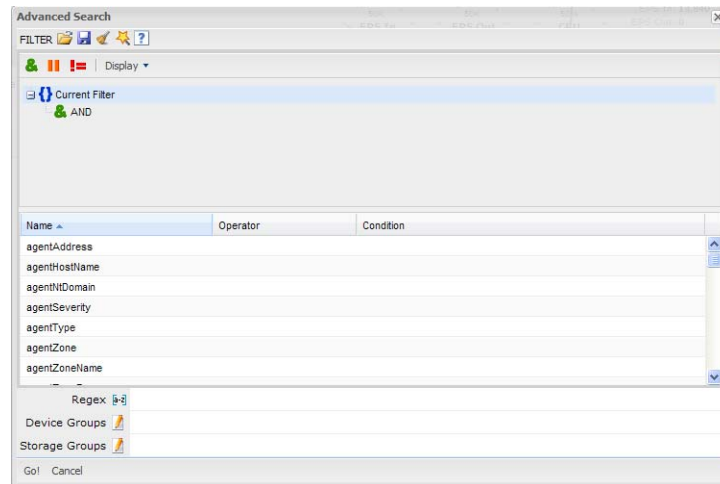 Advanced Search
FILTER
Display
Current Filter
& AND
Name Operator Condition
agentAddress
agentHostName
agentNtDomain
agentSeverity
agentType
agentZone
agentZoneName
Regex [a-z]
Device Groups
Storage Groups
Go! Cancel